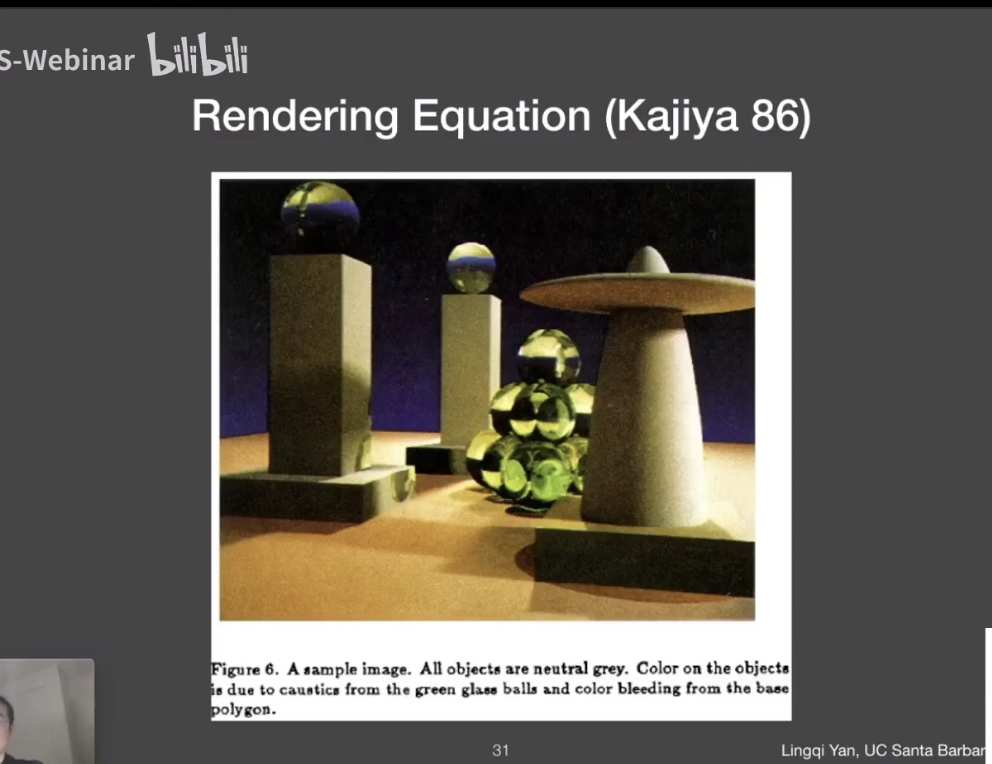 S-Webinar bilibili
Rendering Equation (Kajiya 86)
Figure 6. A sample image. All objects are neutral grey. Color on the objects
is due to caustics from the green glass balls and color bleeding from the base
polygon.
31
Lingqi Yan, UC Santa Barbar